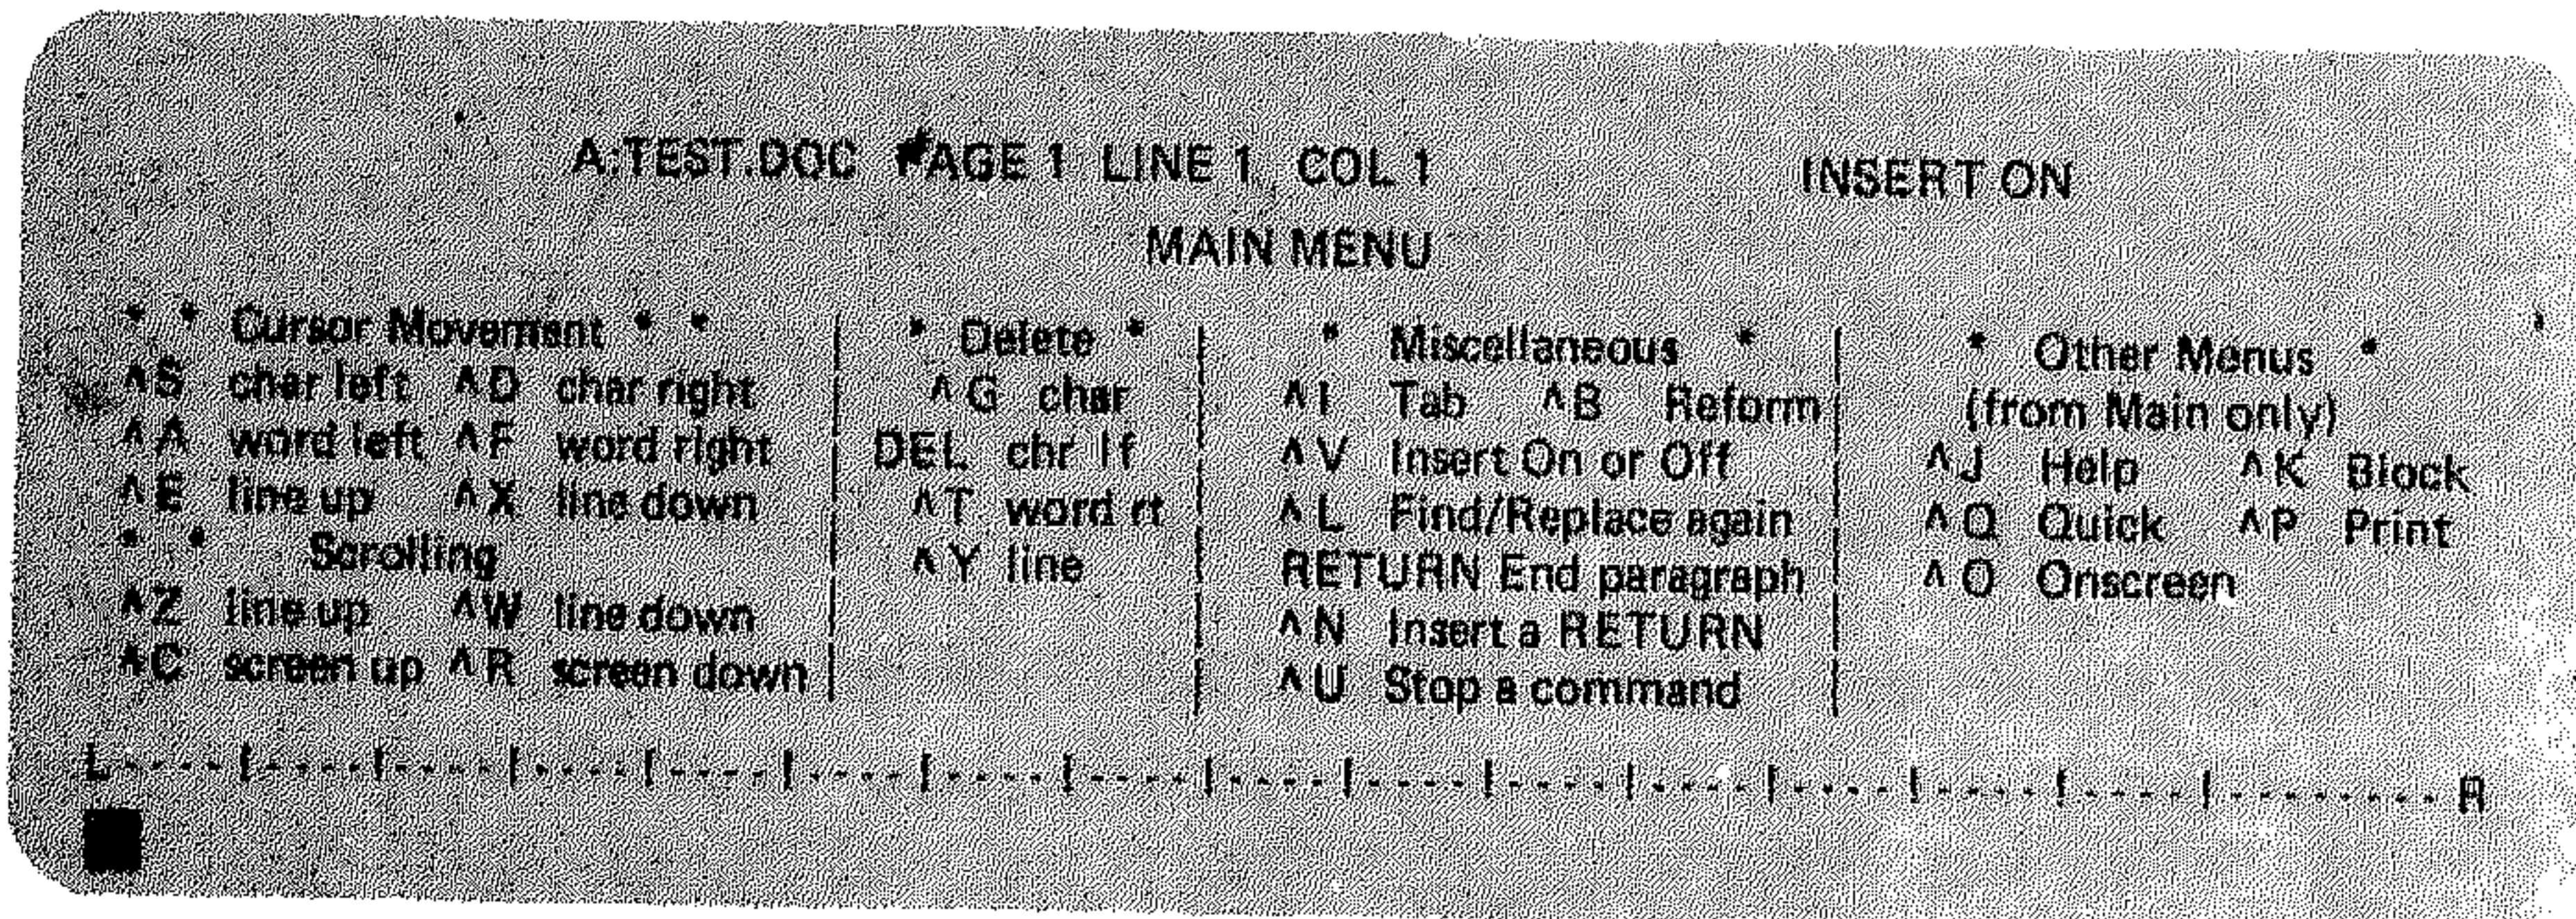 A:TEST.DOC PAGE 1 LINE 1 COL 1 INSERT ON
MAIN MENU
* * Cursor Movement * * | * Delete * | * Miscellaneous * | * Other Menus *
^S char left ^D char right | ^G char | ^I Tab ^B Reform | (from Main only)
^A word left ^F word right | DEL chr lf | ^V Insert On or Off | ^J Help ^K Block
^E line up ^X line down | ^T word rt | ^L Find/Replace again | ^Q Quick ^P Print
* * Scrolling | ^Y line | RETURN End paragraph | ^O Onscreen
^Z line up ^W line down | | ^N Insert a RETURN |
^C screen up ^R screen down | | ^U Stop a command |
L----!----!----!----!----!----!----!----!----!----!----!----!----!----!----!---------R